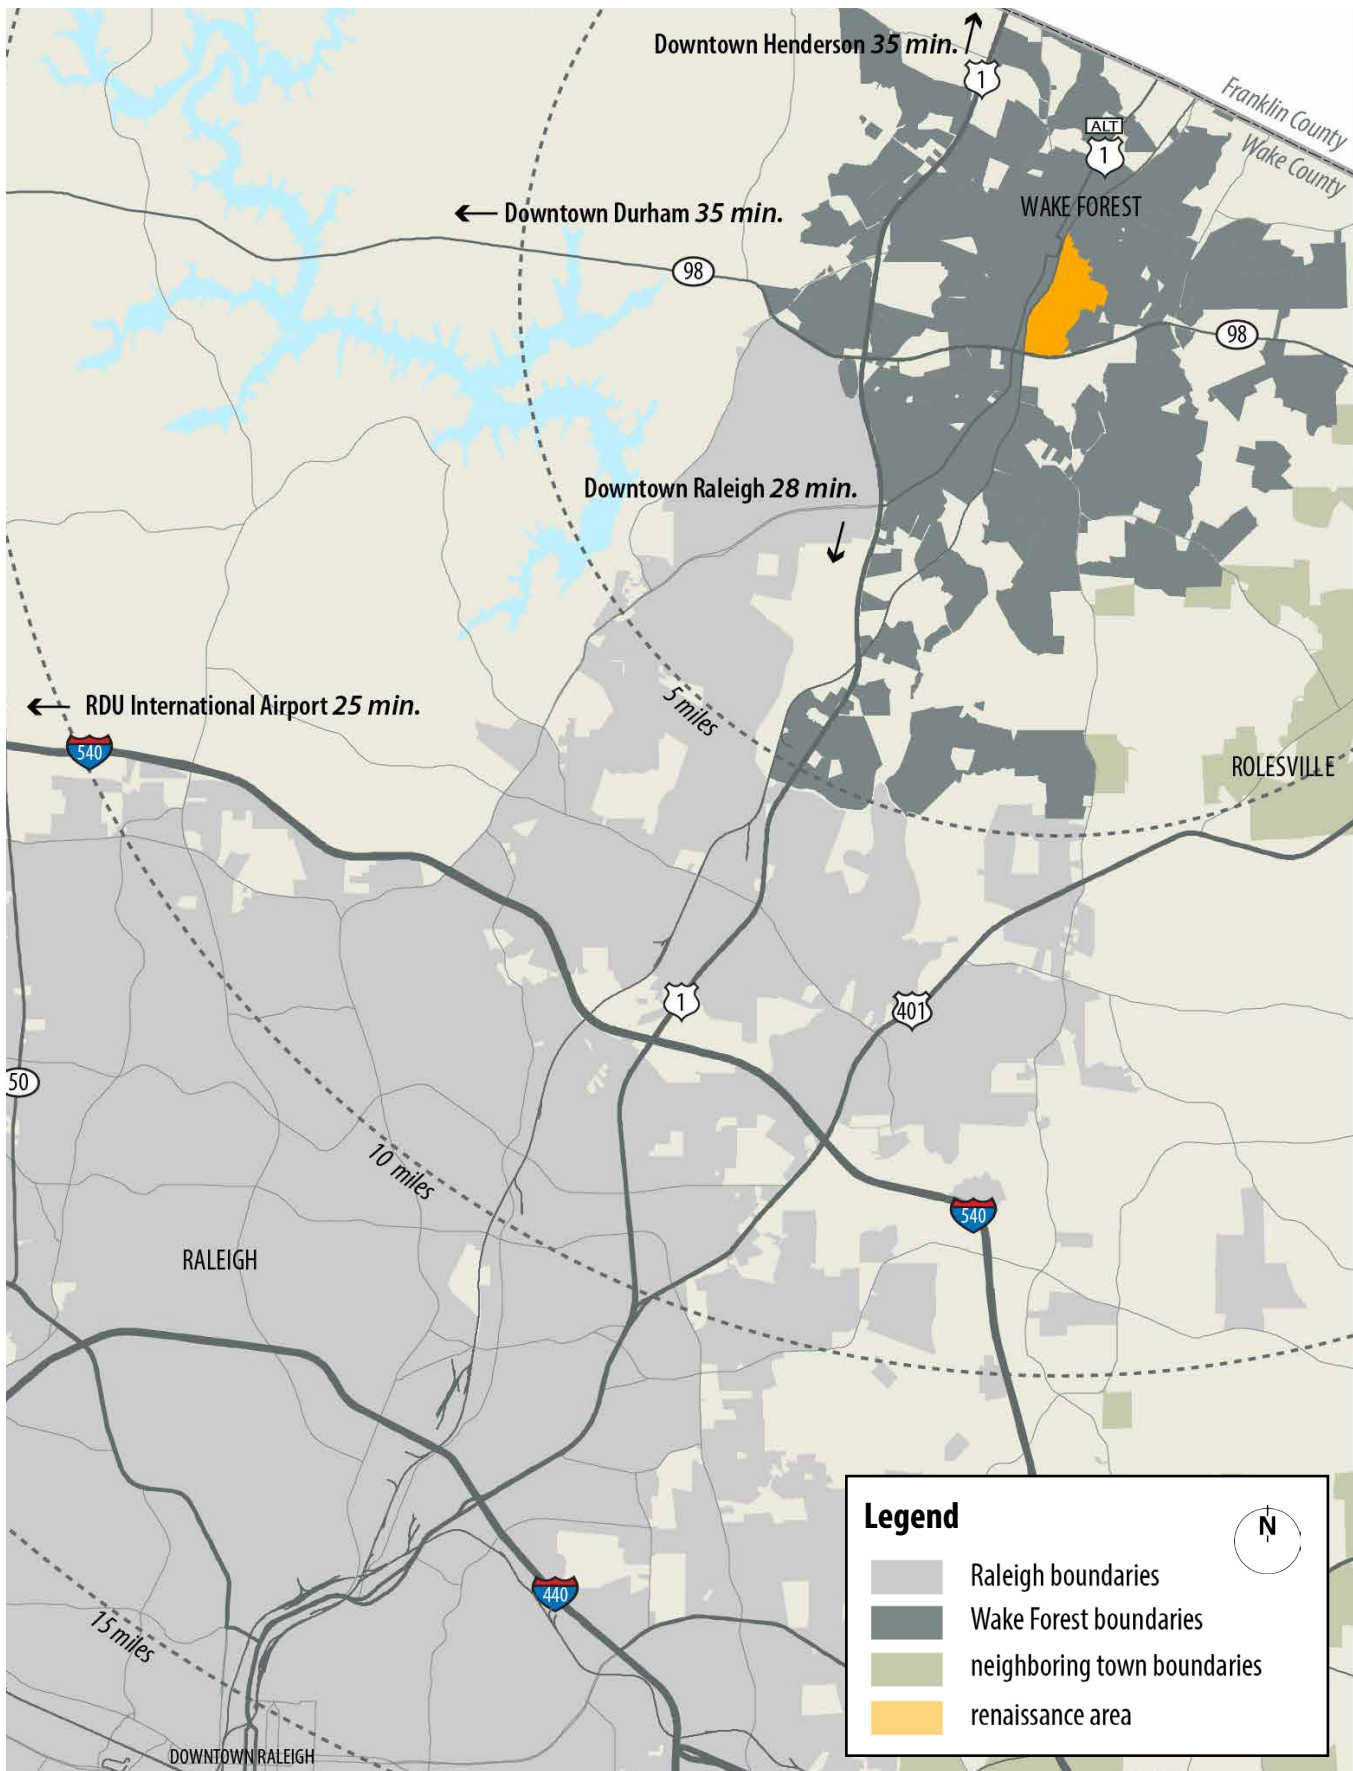 Downtown Henderson 35 min.
1
Franklin County
Wake County
ALT
1
WAKE FOREST
Downtown Durham 35 min.
98
98
Downtown Raleigh 28 min.
RDU International Airport 25 min.
540
5 miles
ROLESVILLE
1
401
50
10 miles
540
RALEIGH
440
15 miles
DOWNTOWN RALEIGH
Legend
N
Raleigh boundaries
Wake Forest boundaries
neighboring town boundaries
renaissance area